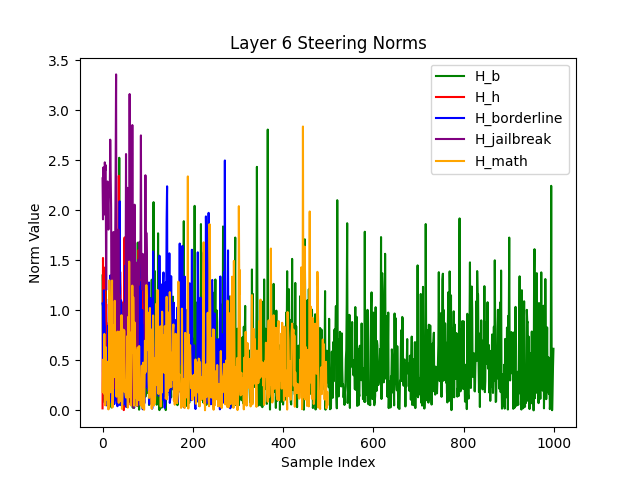 Layer 6 Steering Norms
Norm Value
3.5
3.0
2.5
2.0
1.5
1.0
0.5
0.0
H_b
H_h
H_borderline
H_jailbreak
H_math
0
200
400
600
800
1000
Sample Index